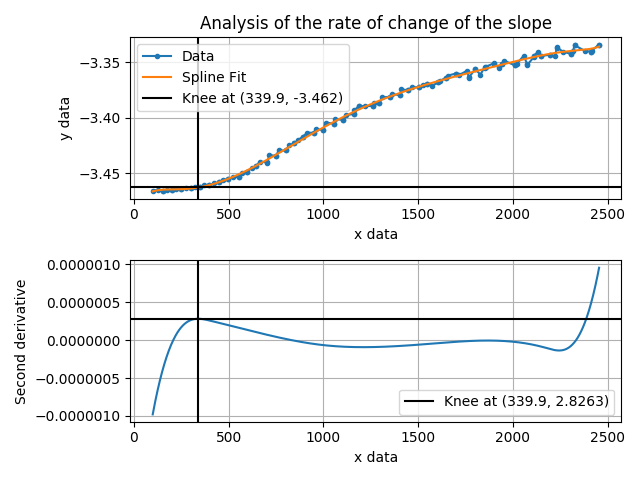 Analysis of the rate of change of the slope
Data
Spline Fit
Knee at (339.9, -3.462)
y data
−3.35
−3.40
−3.45
0 500 1000 1500 2000 2500
x data
Second derivative
0.0000010
0.0000005
0.0000000
−0.0000005
−0.0000010
Knee at (339.9, 2.8263)
0 500 1000 1500 2000 2500
x data